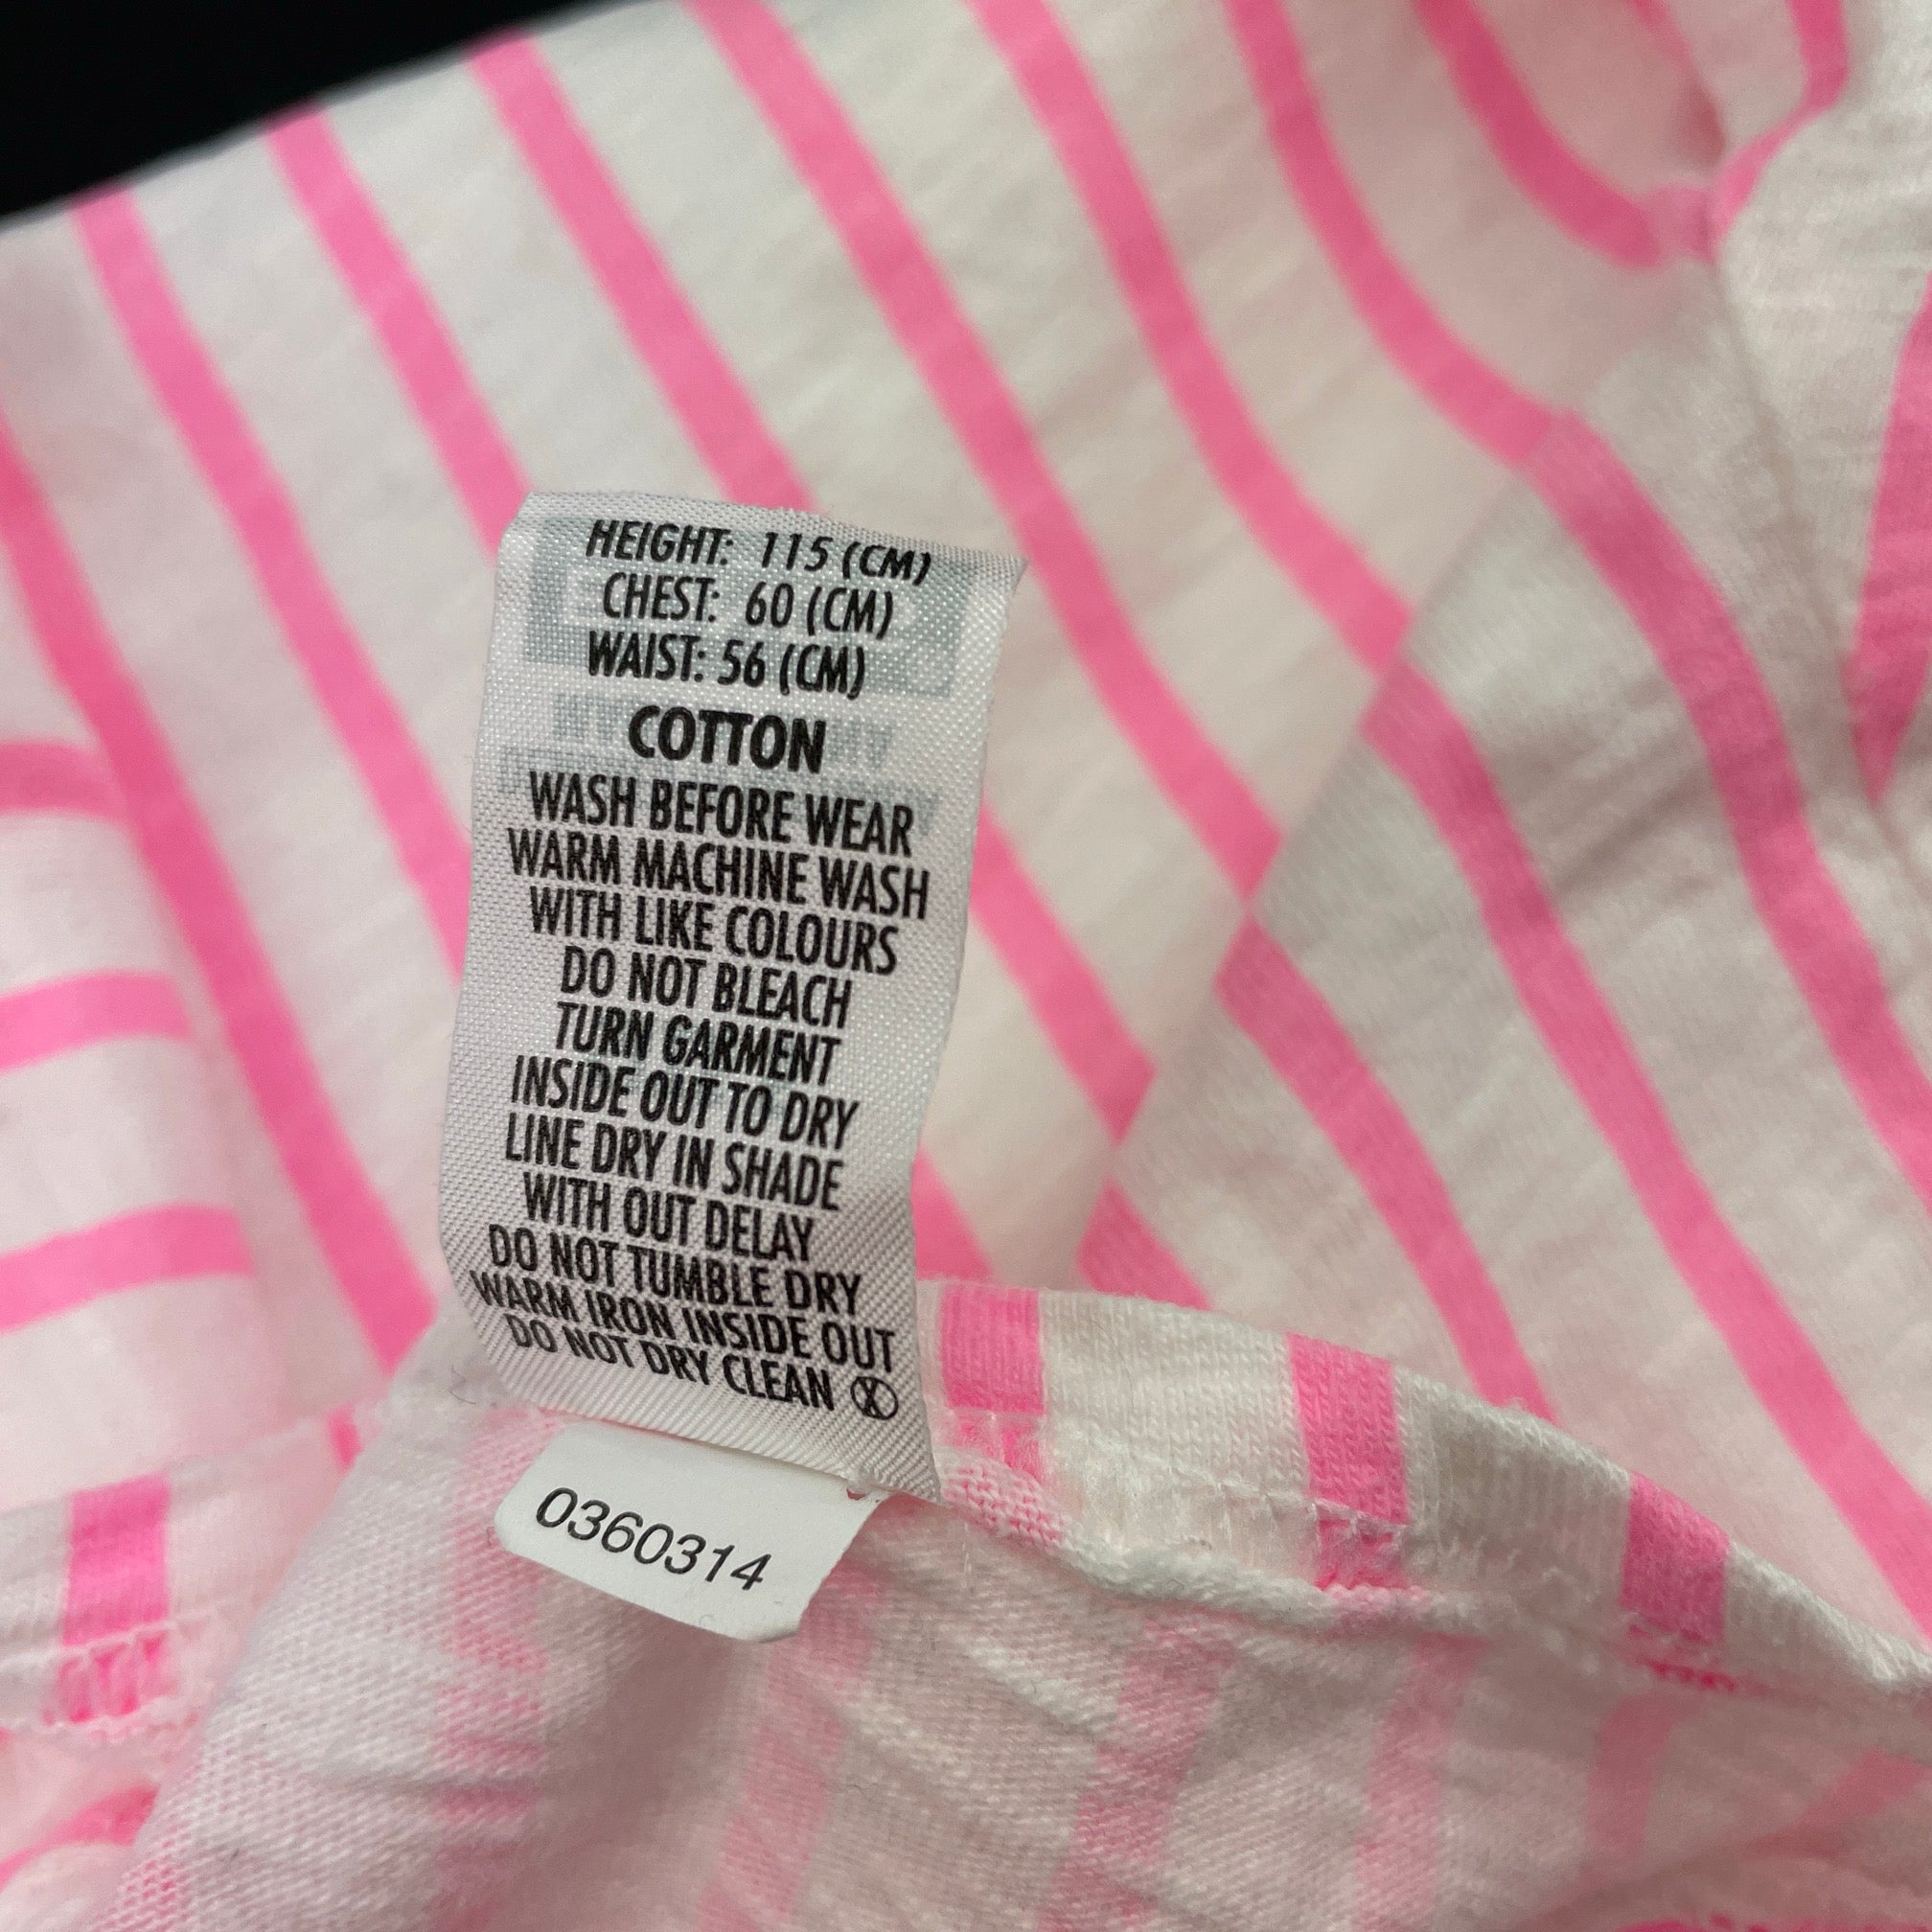 HEIGHT: 115 (CM)
CHEST: 60 (CM)
WAIST: 56 (CM)
COTTON
WASH BEFORE WEAR
WARM MACHINE WASH
WITH LIKE COLOURS
DO NOT BLEACH
TURN GARMENT
INSIDE OUT TO DRY
LINE DRY IN SHADE
WITH OUT DELAY
DO NOT TUMBLE DRY
WARM IRON INSIDE OUT
DO NOT DRY CLEAN
0360314